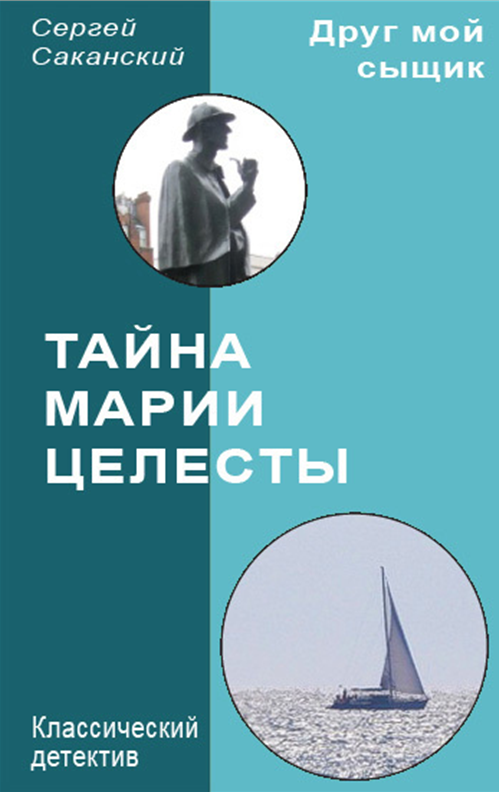 Сергей
Саканский
Друг мой
сыщик
ТАЙНА
МАРИИ
ЦЕЛЕСТЫ
Классический
детектив